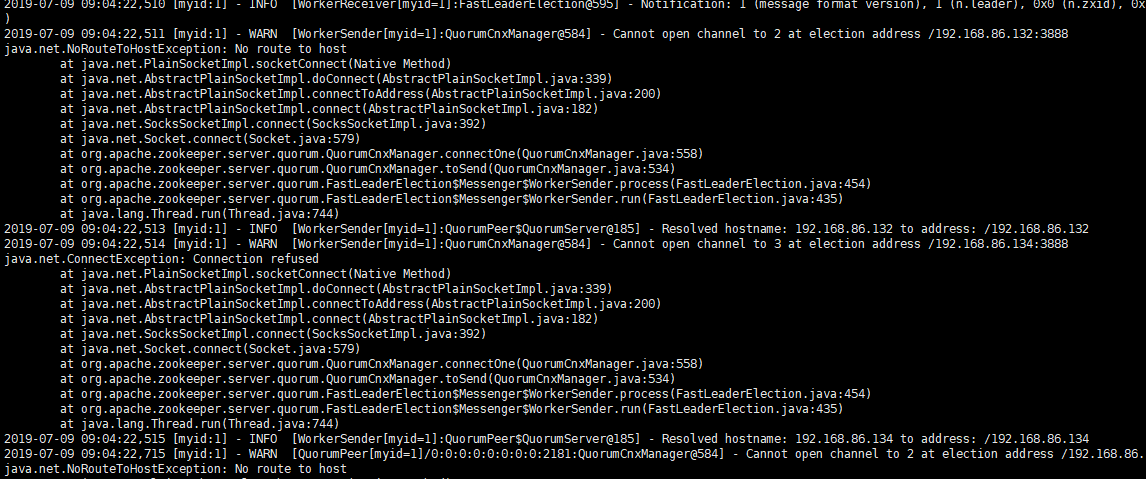 2019-07-09 09:04:22,510 [myid:1] - INFO  [WorkerReceiver[myid=1]:FastLeaderElection@595] - Notification: 1 (message format version), 1 (n.leader), 0x0 (n.zxid), 0x
)
2019-07-09 09:04:22,511 [myid:1] - WARN  [WorkerSender[myid=1]:QuorumCnxManager@584] - Cannot open channel to 2 at election address /192.168.86.132:3888
java.net.NoRouteToHostException: No route to host
        at java.net.PlainSocketImpl.socketConnect(Native Method)
        at java.net.AbstractPlainSocketImpl.doConnect(AbstractPlainSocketImpl.java:339)
        at java.net.AbstractPlainSocketImpl.connectToAddress(AbstractPlainSocketImpl.java:200)
        at java.net.AbstractPlainSocketImpl.connect(AbstractPlainSocketImpl.java:182)
        at java.net.SocksSocketImpl.connect(SocksSocketImpl.java:392)
        at java.net.Socket.connect(Socket.java:579)
        at org.apache.zookeeper.server.quorum.QuorumCnxManager.connectOne(QuorumCnxManager.java:558)
        at org.apache.zookeeper.server.quorum.QuorumCnxManager.toSend(QuorumCnxManager.java:534)
        at org.apache.zookeeper.server.quorum.FastLeaderElection$Messenger$WorkerSender.process(FastLeaderElection.java:454)
        at org.apache.zookeeper.server.quorum.FastLeaderElection$Messenger$WorkerSender.run(FastLeaderElection.java:435)
        at java.lang.Thread.run(Thread.java:744)
2019-07-09 09:04:22,513 [myid:1] - INFO  [WorkerSender[myid=1]:QuorumPeer$QuorumServer@185] - Resolved hostname: 192.168.86.132 to address: /192.168.86.132
2019-07-09 09:04:22,514 [myid:1] - WARN  [WorkerSender[myid=1]:QuorumCnxManager@584] - Cannot open channel to 3 at election address /192.168.86.134:3888
java.net.ConnectException: Connection refused
        at java.net.PlainSocketImpl.socketConnect(Native Method)
        at java.net.AbstractPlainSocketImpl.doConnect(AbstractPlainSocketImpl.java:339)
        at java.net.AbstractPlainSocketImpl.connectToAddress(AbstractPlainSocketImpl.java:200)
        at java.net.AbstractPlainSocketImpl.connect(AbstractPlainSocketImpl.java:182)
        at java.net.SocksSocketImpl.connect(SocksSocketImpl.java:392)
        at java.net.Socket.connect(Socket.java:579)
        at org.apache.zookeeper.server.quorum.QuorumCnxManager.connectOne(QuorumCnxManager.java:558)
        at org.apache.zookeeper.server.quorum.QuorumCnxManager.toSend(QuorumCnxManager.java:534)
        at org.apache.zookeeper.server.quorum.FastLeaderElection$Messenger$WorkerSender.process(FastLeaderElection.java:454)
        at org.apache.zookeeper.server.quorum.FastLeaderElection$Messenger$WorkerSender.run(FastLeaderElection.java:435)
        at java.lang.Thread.run(Thread.java:744)
2019-07-09 09:04:22,515 [myid:1] - INFO  [WorkerSender[myid=1]:QuorumPeer$QuorumServer@185] - Resolved hostname: 192.168.86.134 to address: /192.168.86.134
2019-07-09 09:04:22,715 [myid:1] - WARN  [QuorumPeer[myid=1]/0:0:0:0:0:0:0:0:2181:QuorumCnxManager@584] - Cannot open channel to 2 at election address /192.168.86.
java.net.NoRouteToHostException: No route to host